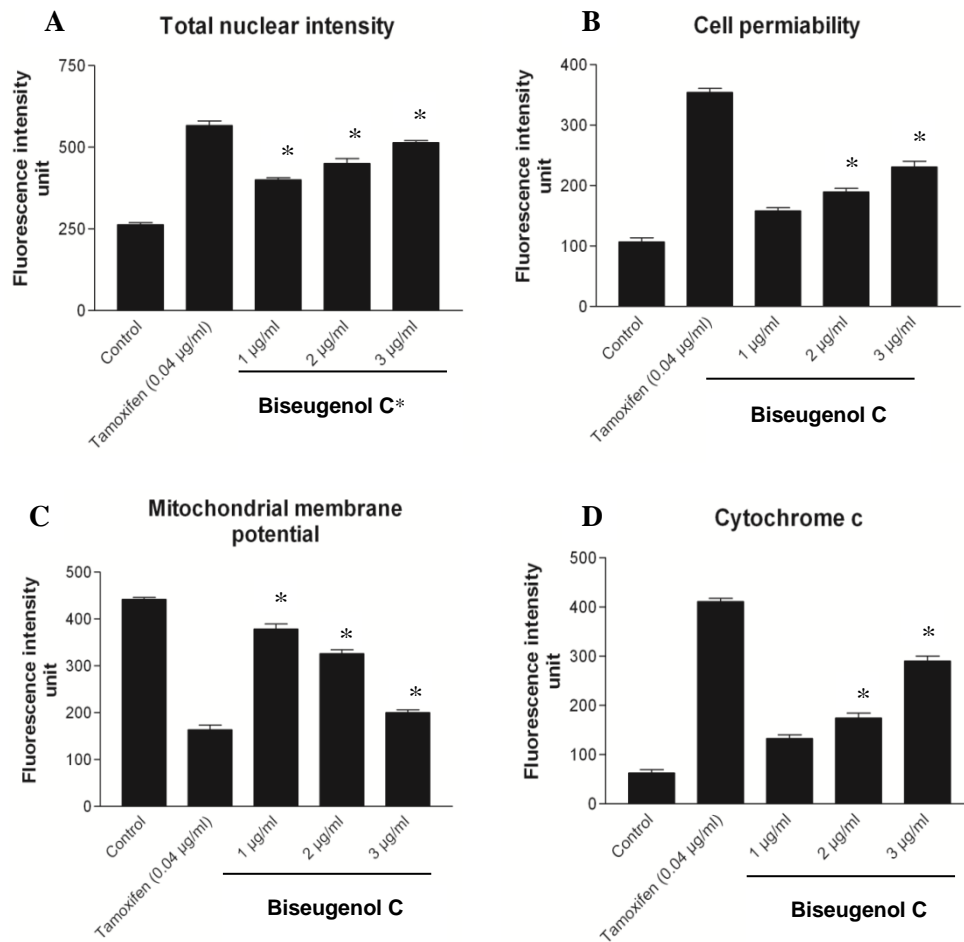 A
Total nuclear intensity
Fluorescence intensity
unit
750
500
250
0
*
*
*
Control
Tamoxifen (0.04 µg/ml)
1 µg/ml
2 µg/ml
3 µg/ml
Biseugenol C*
B
Cell permiability
Fluorescence intensity
unit
400
300
200
100
0
*
*
Control
Tamoxifen (0.04 µg/ml)
1 µg/ml
2 µg/ml
3 µg/ml
Biseugenol C
C
Mitochondrial membrane
potential
Fluorescence intensity
unit
500
400
300
200
100
0
*
*
*
Control
Tamoxifen (0.04 µg/ml)
1 µg/ml
2 µg/ml
3 µg/ml
Biseugenol C
D
Cytochrome c
Fluorescence intensity
unit
500
400
300
200
100
0
*
*
Control
Tamoxifen (0.04 µg/ml)
1 µg/ml
2 µg/ml
3 µg/ml
Biseugenol C